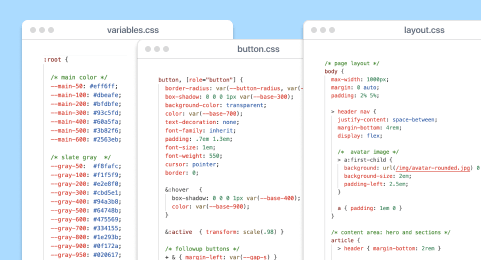 variables.css
:root {
/* main color */
--main-50: #eff6ff;
--main-100: #dbeafe;
--main-200: #bfdbfe;
--main-300: #93c5fd;
--main-400: #60a5fa;
--main-500: #3b82f6;
--main-600: #2563eb;
/* slate gray */
--gray-50: #f8fafc;
--gray-100: #f1f5f9;
--gray-200: #e2e8f0;
--gray-300: #cbd5e1;
--gray-400: #94a3b8;
--gray-500: #64748b;
--gray-600: #475569;
--gray-700: #334155;
--gray-800: #1e293b;
--gray-900: #0f172a;
--gray-950: #020617;
button.css
button, [role="button"] {
border-radius: var(--button-radius, var(
box-shadow: 0 0 0 1px var(--base-300);
background-color: transparent;
color: var(--base-700);
text-decoration: none;
font-family: inherit;
padding: .7em 1.3em;
font-size: 1em;
font-weight: 550;
cursor: pointer;
border: 0;
&:hover {
box-shadow: 0 0 0 1px var(--base-400);
color: var(--base-900);
}
&:active { transform: scale(.98) }
/* followup buttons */
+ & { margin-left: var(--gap-s) }
layout.css
/* page layout */
body {
max-width: 1000px;
margin: 0 auto;
padding: 2% 5%;
> header nav {
justify-content: space-between;
margin-bottom: 4rem;
display: flex;
/* avatar image */
> a:first-child {
background: url(/img/avatar-rounded.jpg) 0
background-size: 2em;
padding-left: 2.5em;
}
a { padding: 1em 0 }
}
/* content area: hero and sections */
article {
> header { margin-bottom: 2rem }